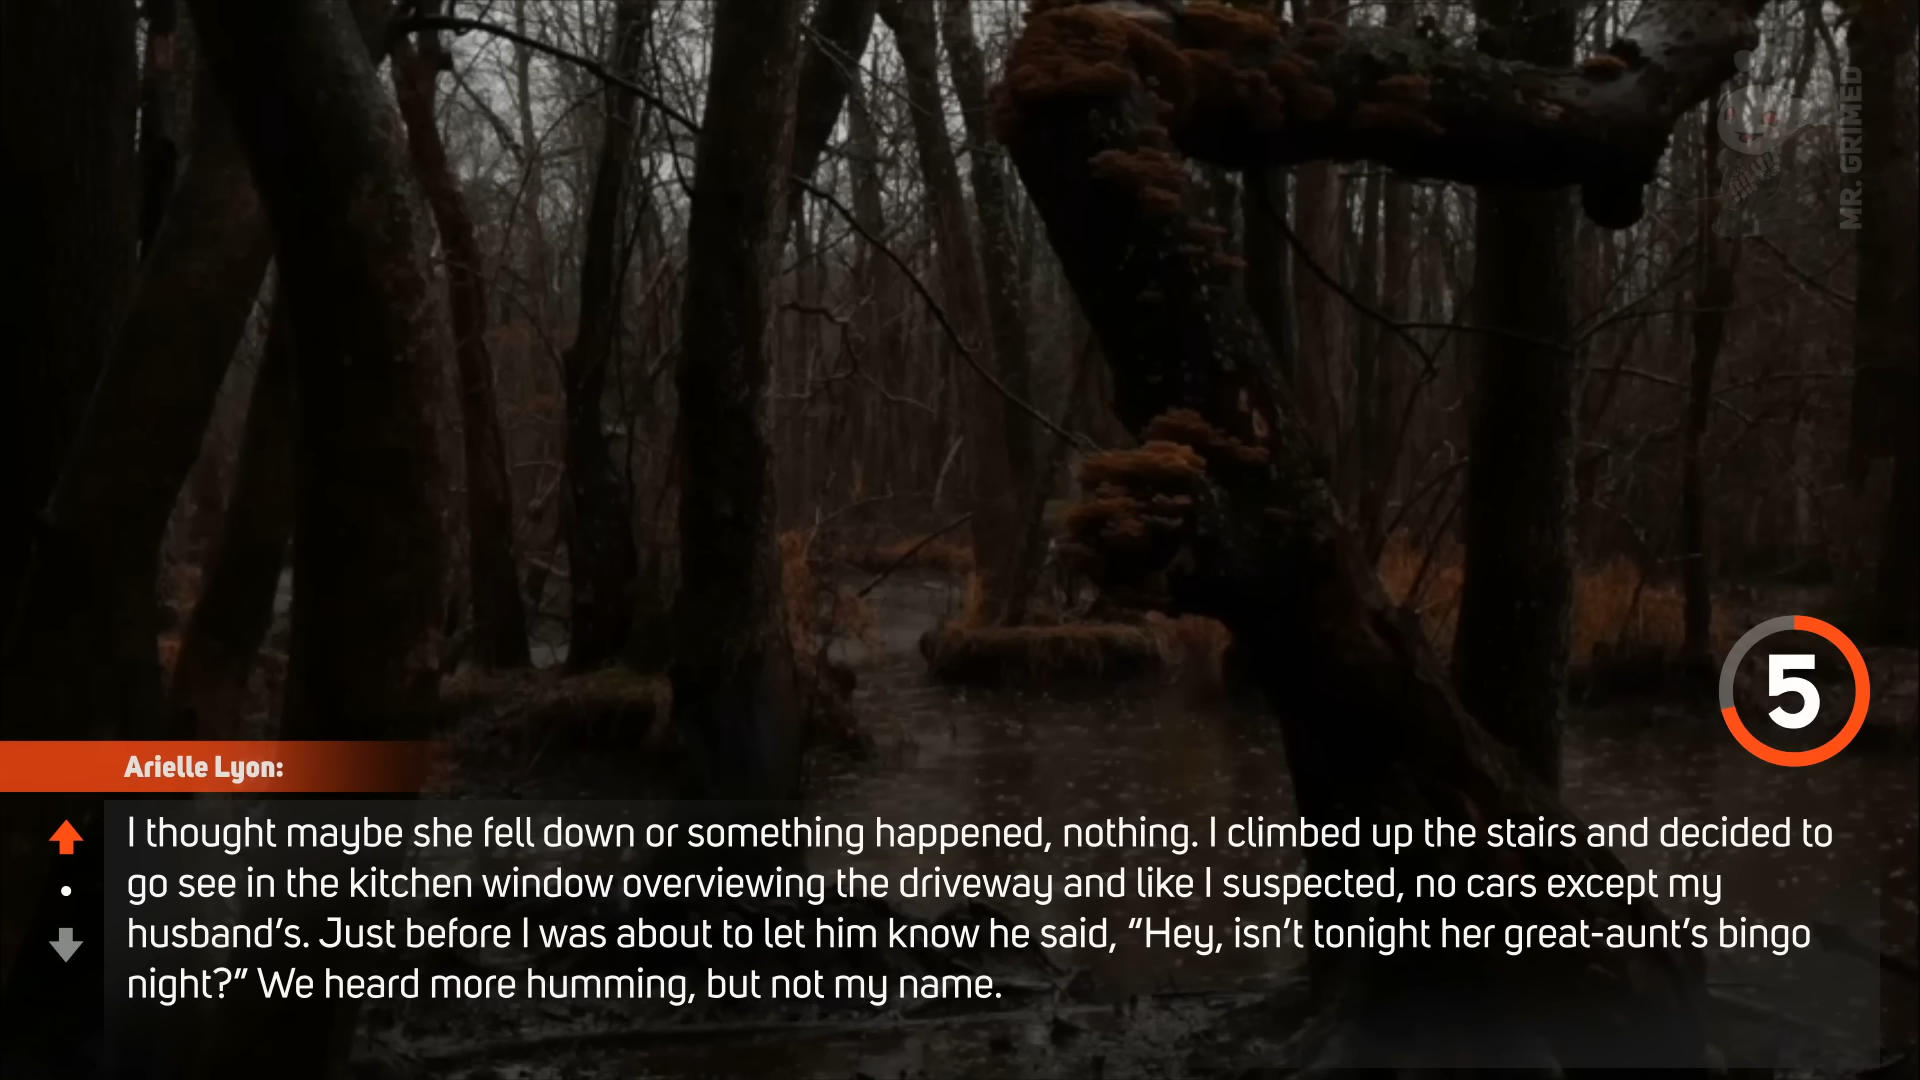 MR. GRIMED
5
Arielle Lyon:
I thought maybe she fell down or something happened, nothing. I climbed up the stairs and decided to
go see in the kitchen window overviewing the driveway and like I suspected, no cars except my
husband’s. Just before I was about to let him know he said, “Hey, isn’t tonight her great-aunt’s bingo
night?” We heard more humming, but not my name.